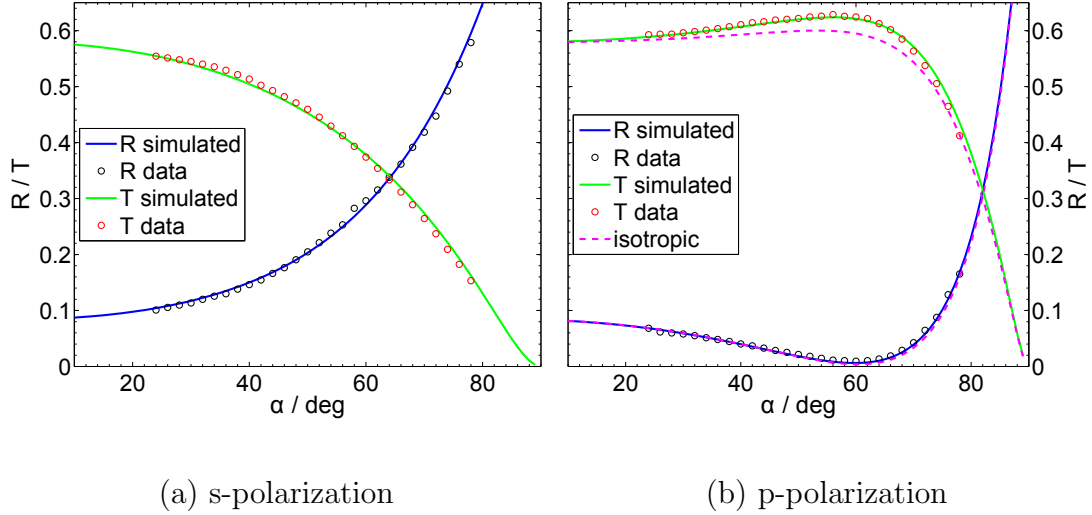 0.6
0.5
0.4
0.3
0.2
0.1
0
R / T
20
40
60
80
α / deg
R simulated
R data
T simulated
T data
(a) s-polarization
0.6
0.5
0.4
0.3
0.2
0.1
0
R / T
20
40
60
80
α / deg
R simulated
R data
T simulated
T data
isotropic
(b) p-polarization